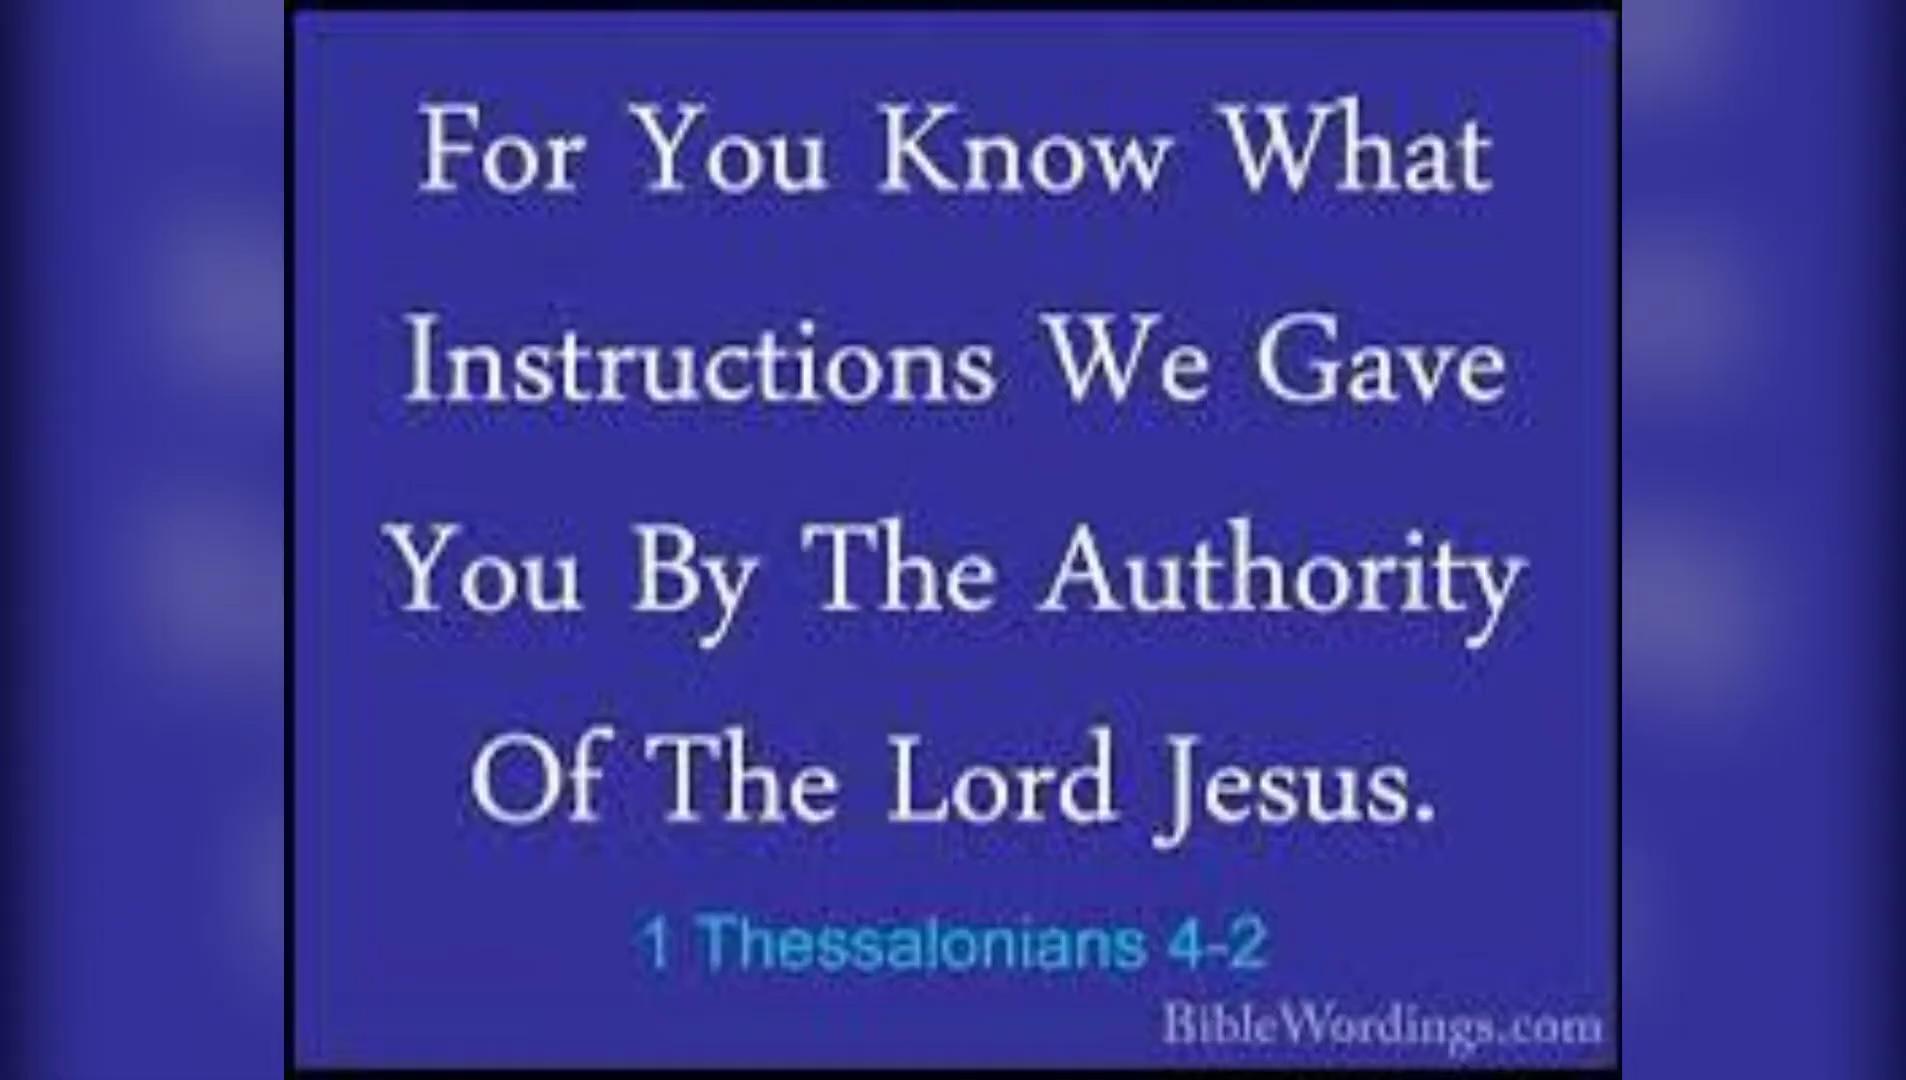 For You Know What
Instructions We Gave
You By The Authority
Of The Lord Jesus.
1 Thessalonians 4-2
BibleWordings.com